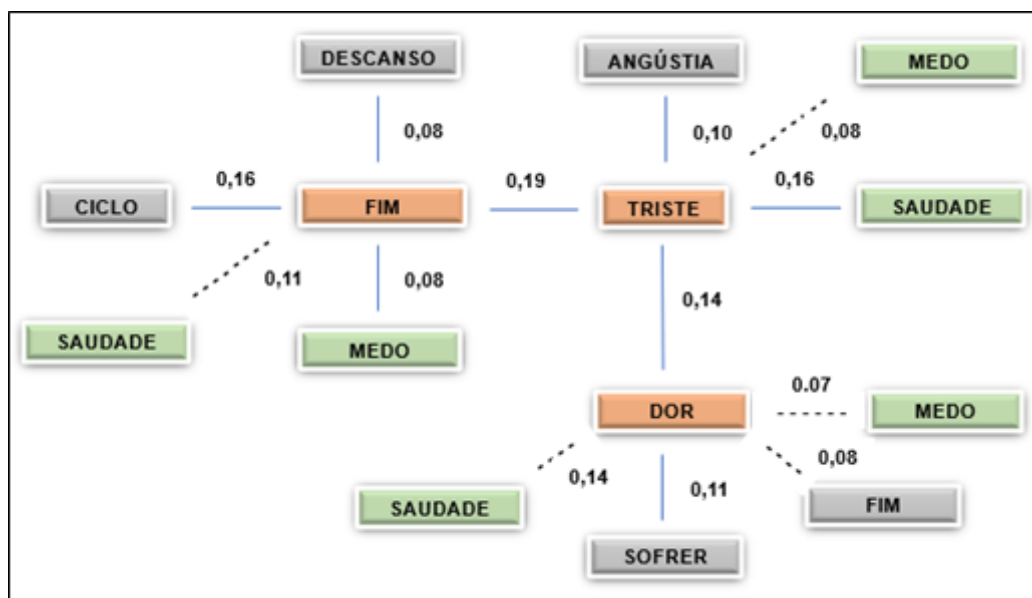 DESCANSO
ANGÚSTIA
MEDO
0,08
0,10
0,08
0,16
0,19
0,16
CICLO
FIM
TRISTE
SAUDADE
0,11
0,08
0,14
SAUDADE
MEDO
0.07
DOR
MEDO
0,14
0,11
0,08
SAUDADE
FIM
SOFRER